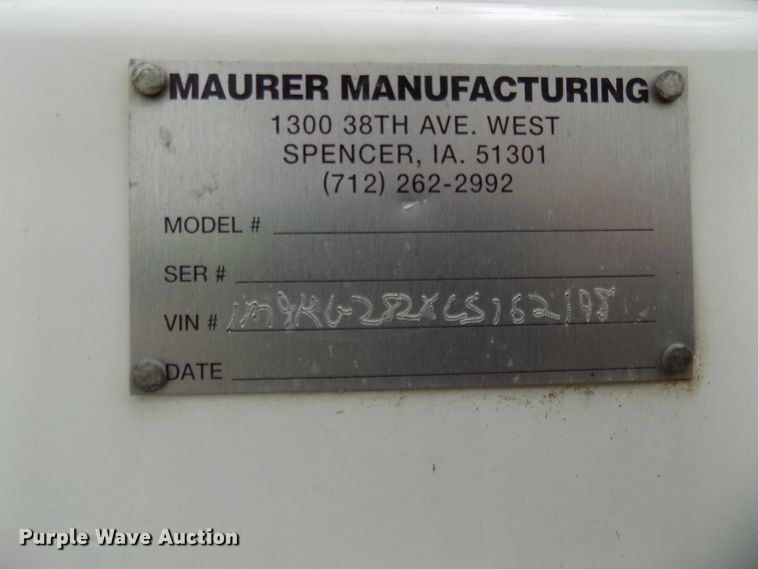 MAURER MANUFACTURING
1300 38TH AVE. WEST
SPENCER, IA. 51301
(712) 262-2992
MODEL #
SER #
VIN # 1M9KG282XCS162198
DATE
Purple Wave Auction